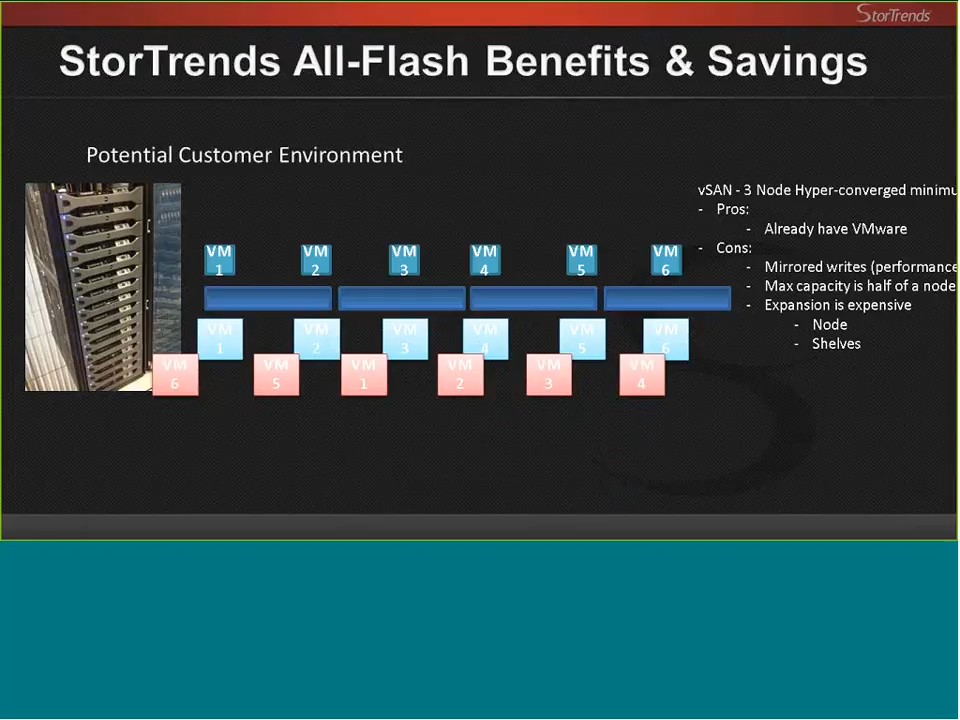 StorTrends
StorTrends All-Flash Benefits & Savings
Potential Customer Environment
vSAN - 3 Node Hyper-converged minimu
- Pros:
- Already have VMware
- Cons:
- Mirrored writes (performance
- Max capacity is half of a node
- Expansion is expensive
- Node
- Shelves
VM
1
VM
2
VM
3
VM
4
VM
5
VM
6
VM
1
VM
2
VM
3
VM
4
VM
5
VM
6
VM
6
VM
5
VM
1
VM
2
VM
3
VM
4